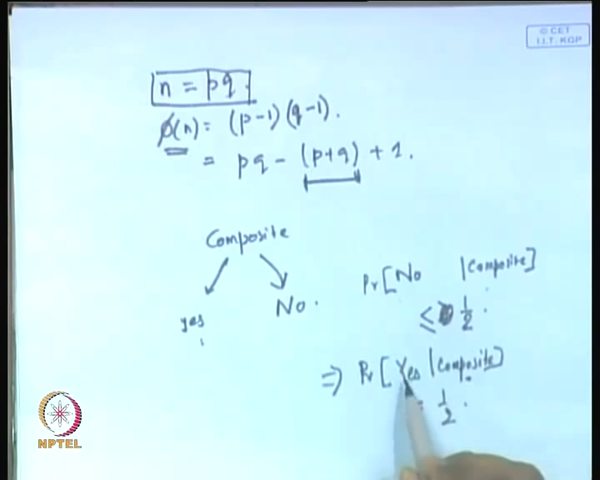 © CET
I.I.T. KGP
n = pq.
φ(n) = (p-1)(q-1).
= pq - (p+q) + 1.
Composite
yes
No.
Pr[No |Composite]
≤ 1/2.
⇒ Pr[Yes |Composite]
1/2.
NPTEL